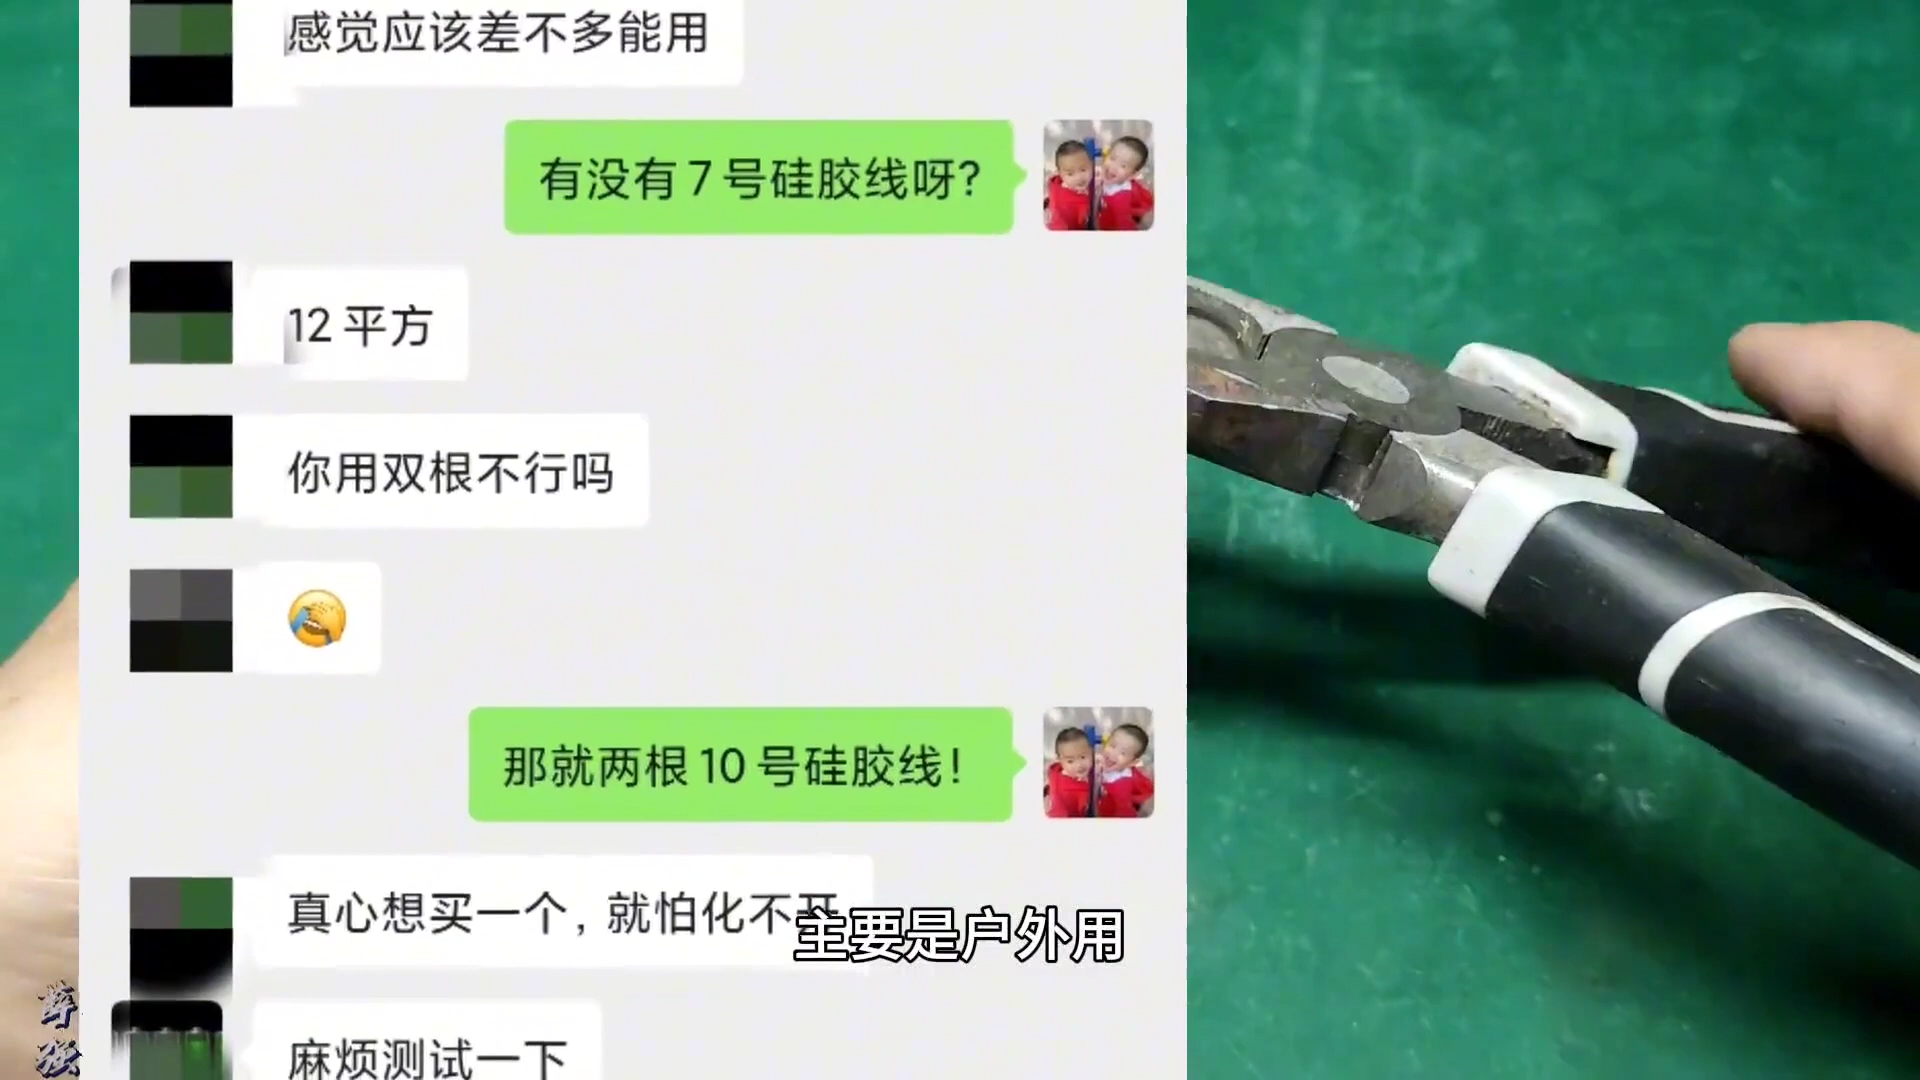 感觉应该差不多能用
有没有7号硅胶线呀?
12平方
你用双根不行吗
那就两根10号硅胶线!
真心想买一个,就怕化不开
主要是户外用
麻烦测试一下